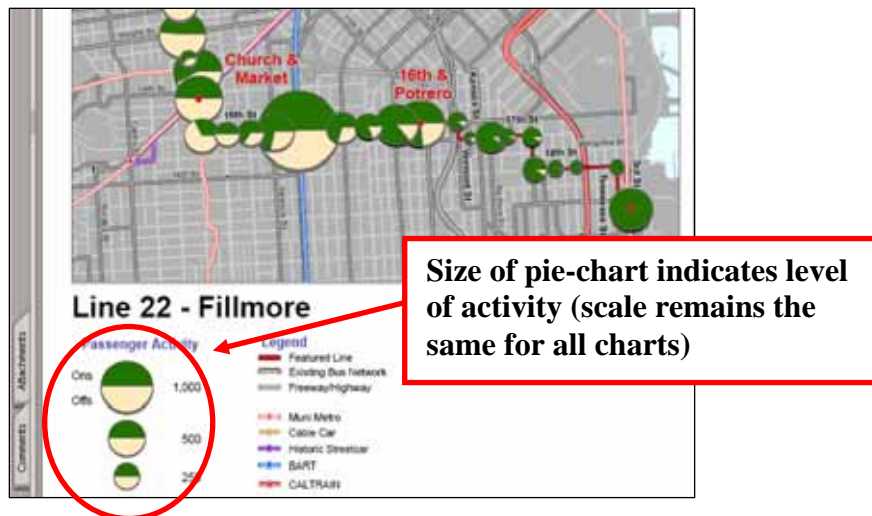 Church &
Market
16th &
Potrero
16th St
17th St
18th St
3rd St
Size of pie-chart indicates level
of activity (scale remains the
same for all charts)
Line 22 - Fillmore
Passenger Activity
Ons
Offs
1,000
500
250
Legend
Featured Line
Existing Bus Network
Freeway/Highway
Muni Metro
Cable Car
Historic Streetcar
BART
CALTRAIN
Attachments
Comments